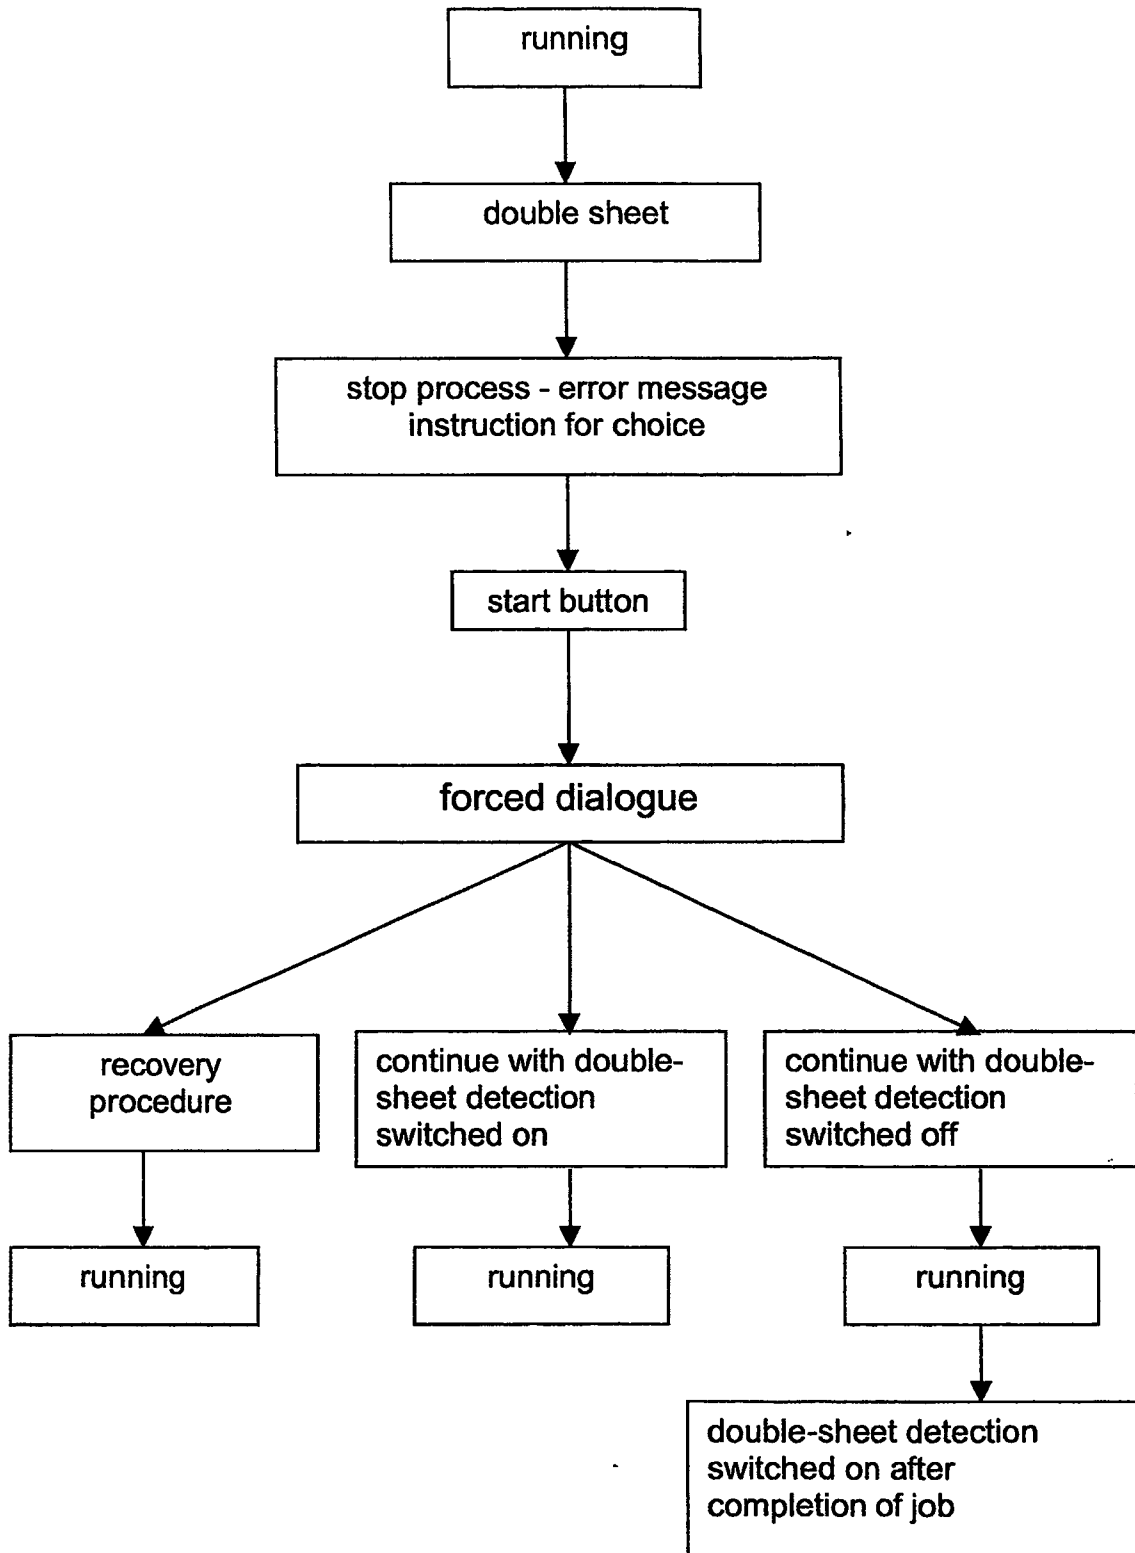 running
double sheet
stop process - error message
instruction for choice
start button
forced dialogue
recovery
procedure
continue with double-
sheet detection
switched on
continue with double-
sheet detection
switched off
running
running
running
double-sheet detection
switched on after
completion of job